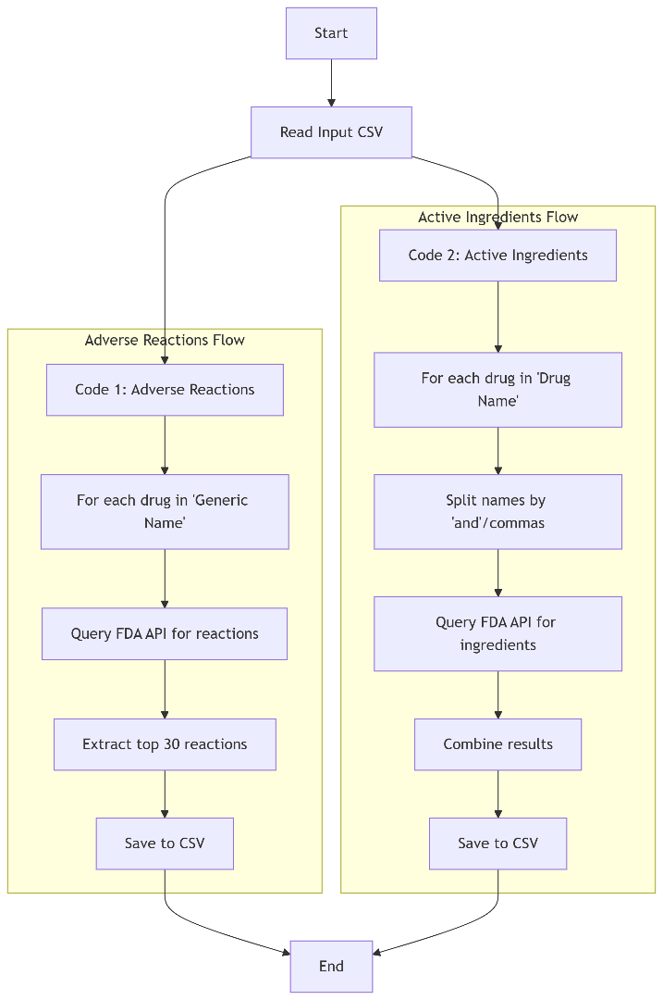 Start
Read Input CSV
Active Ingredients Flow
Code 2: Active Ingredients
For each drug in 'Drug
Name'
Split names by
'and'/commas
Query FDA API for
ingredients
Combine results
Save to CSV
Adverse Reactions Flow
Code 1: Adverse Reactions
For each drug in 'Generic
Name'
Query FDA API for reactions
Extract top 30 reactions
Save to CSV
End